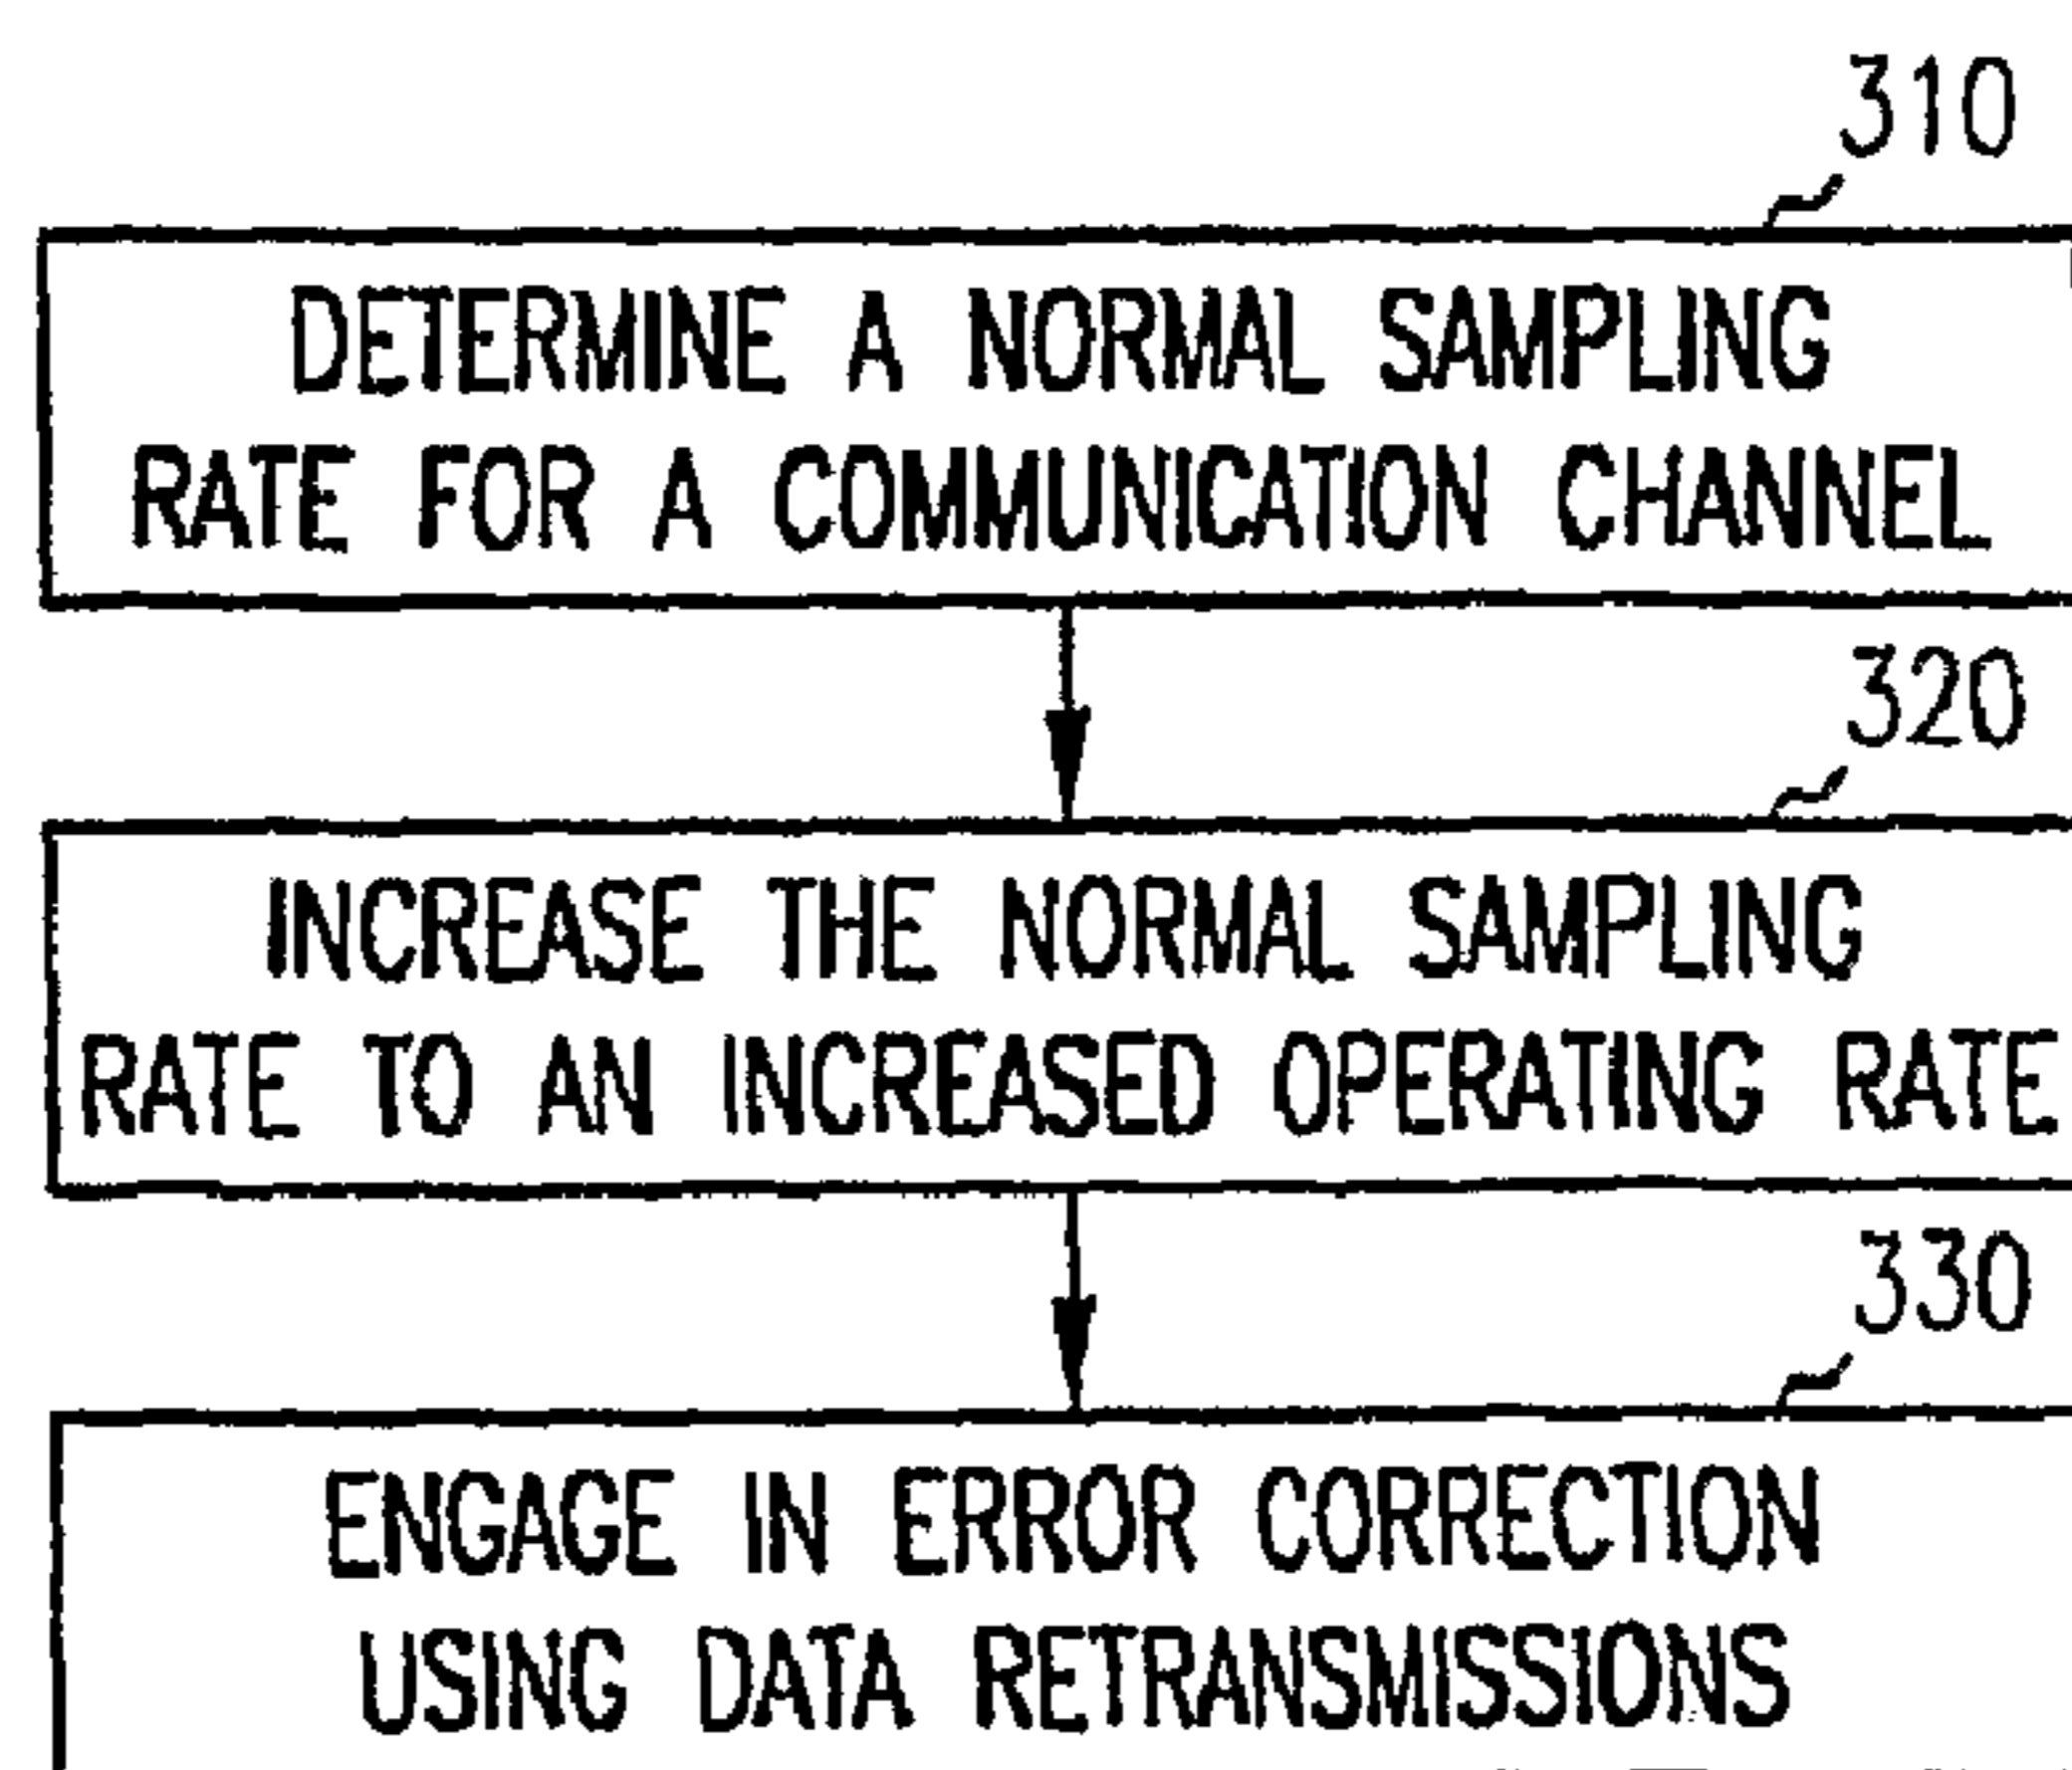 310
DETERMINE A NORMAL SAMPLING
RATE FOR A COMMUNICATION CHANNEL
320
INCREASE THE NORMAL SAMPLING
RATE TO AN INCREASED OPERATING RATE
330
ENGAGE IN ERROR CORRECTION
USING DATA RETRANSMISSIONS